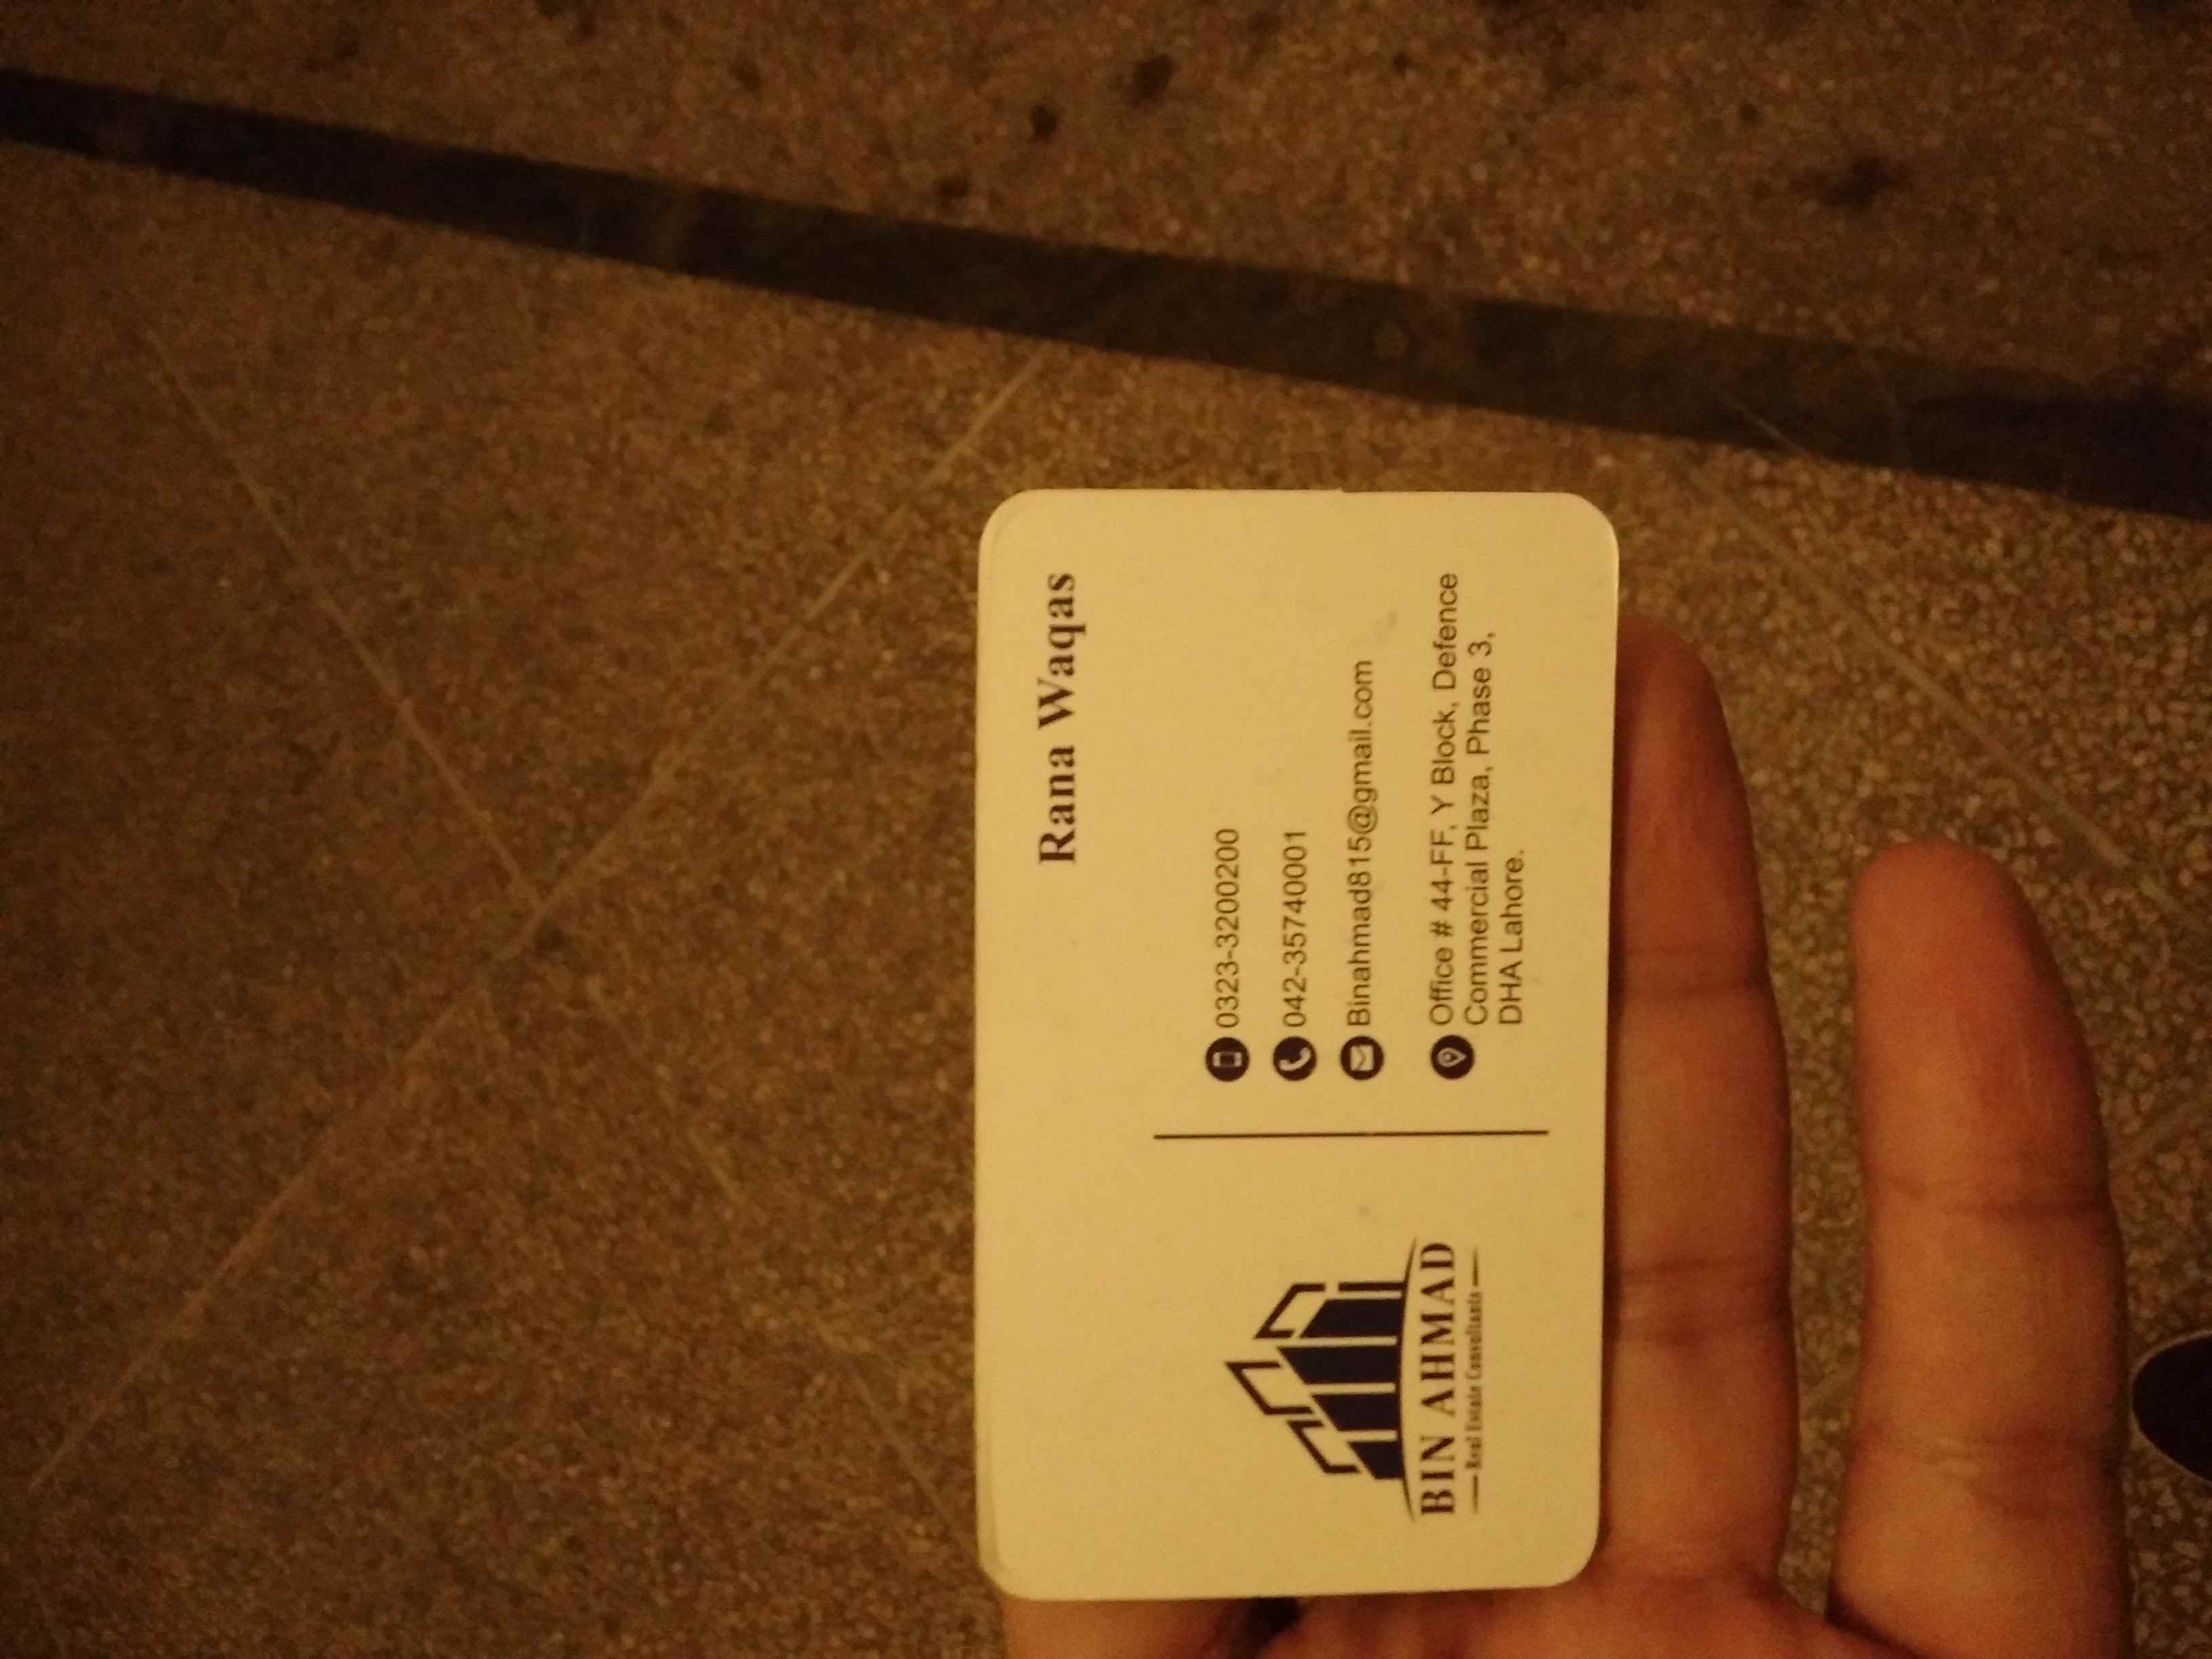 Rana Waqas
0323-3200200
042-35740001
Binahmad815@gmail.com
Office # 44-FF, Y Block, Defence
Commercial Plaza, Phase 3,
DHA Lahore.
BIN AHMAD
Real Estate Consultants